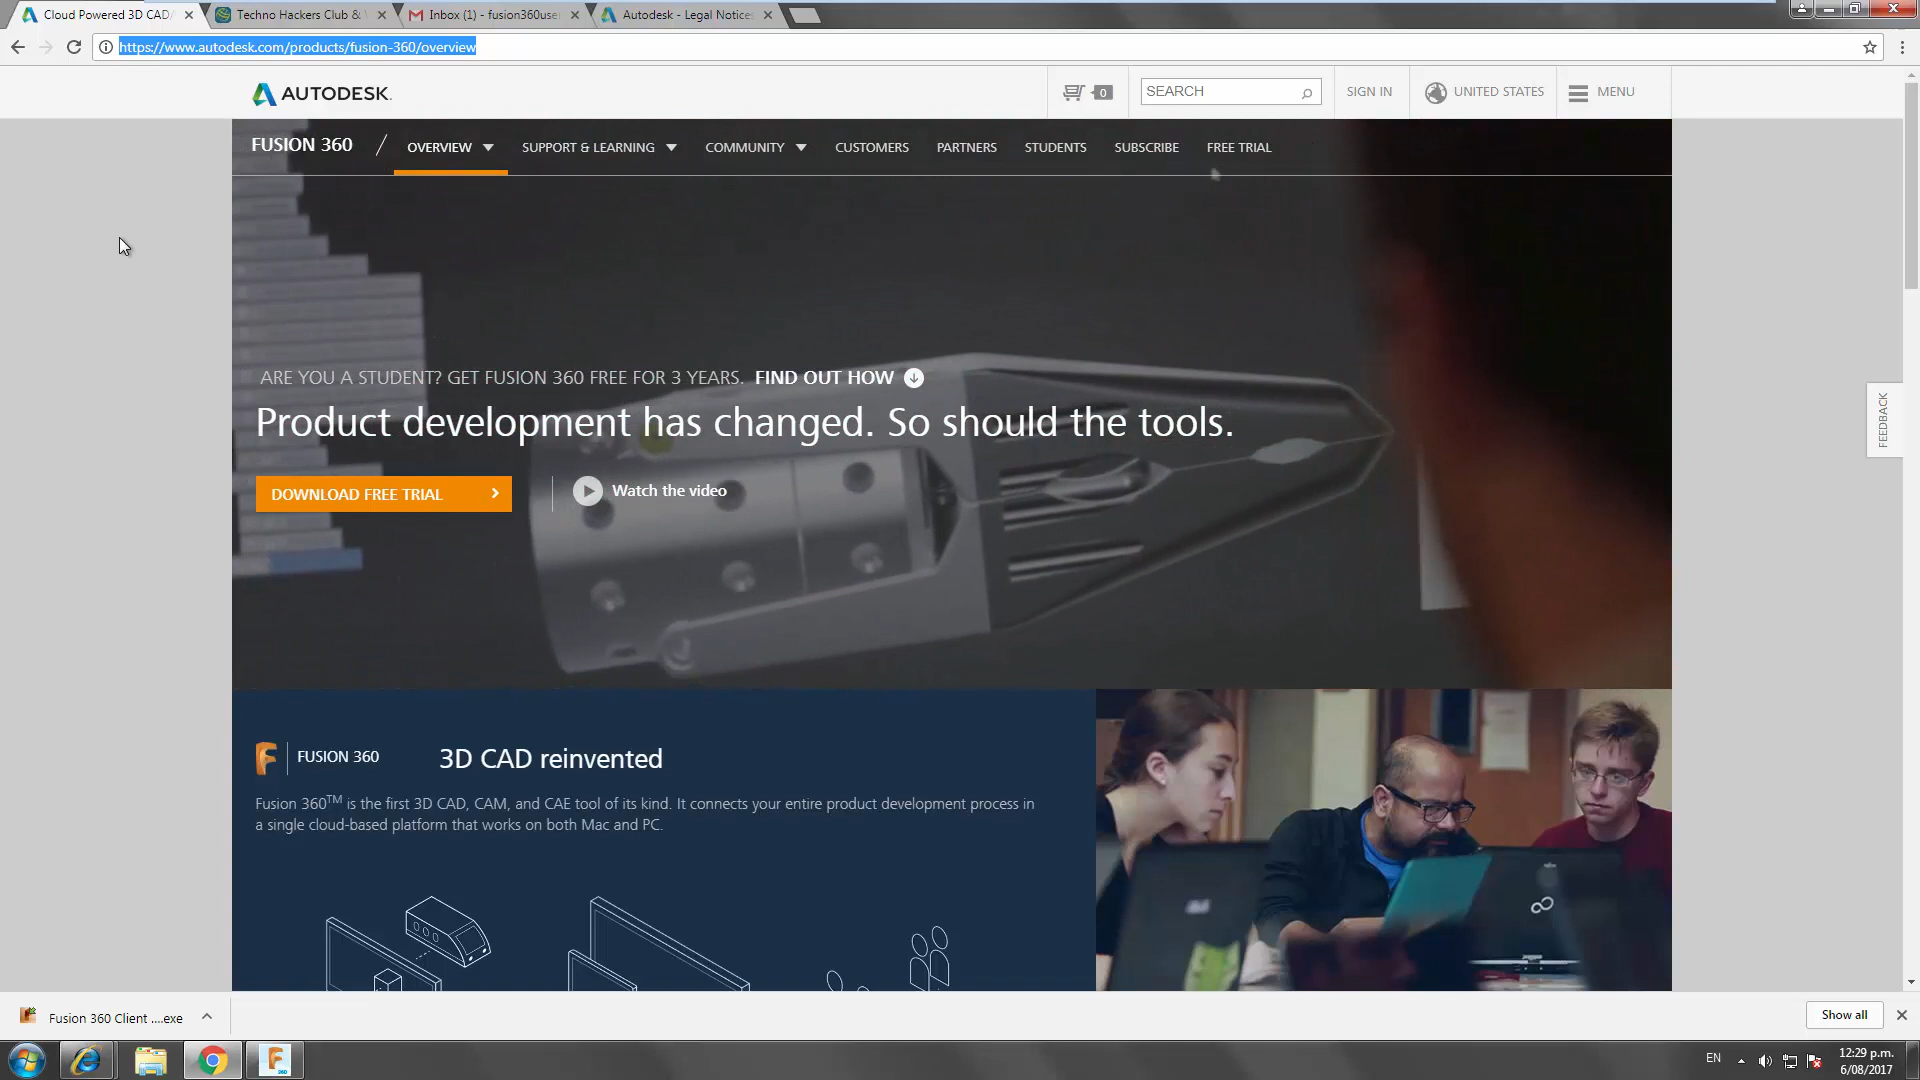 Cloud Powered 3D CAD/
Techno Hackers Club &
Inbox (1) - fusion360use
Autodesk - Legal Notices
https://www.autodesk.com/products/fusion-360/overview
AUTODESK.
0
SEARCH
SIGN IN
UNITED STATES
MENU
FUSION 360
OVERVIEW
SUPPORT & LEARNING
COMMUNITY
CUSTOMERS
PARTNERS
STUDENTS
SUBSCRIBE
FREE TRIAL
ARE YOU A STUDENT? GET FUSION 360 FREE FOR 3 YEARS. FIND OUT HOW
Product development has changed. So should the tools.
DOWNLOAD FREE TRIAL
Watch the video
FEEDBACK
FUSION 360
3D CAD reinvented
Fusion 360TM is the first 3D CAD, CAM, and CAE tool of its kind. It connects your entire product development process in
a single cloud-based platform that works on both Mac and PC.
Fusion 360 Client ....exe
Show all
EN
12:29 p.m.
6/08/2017